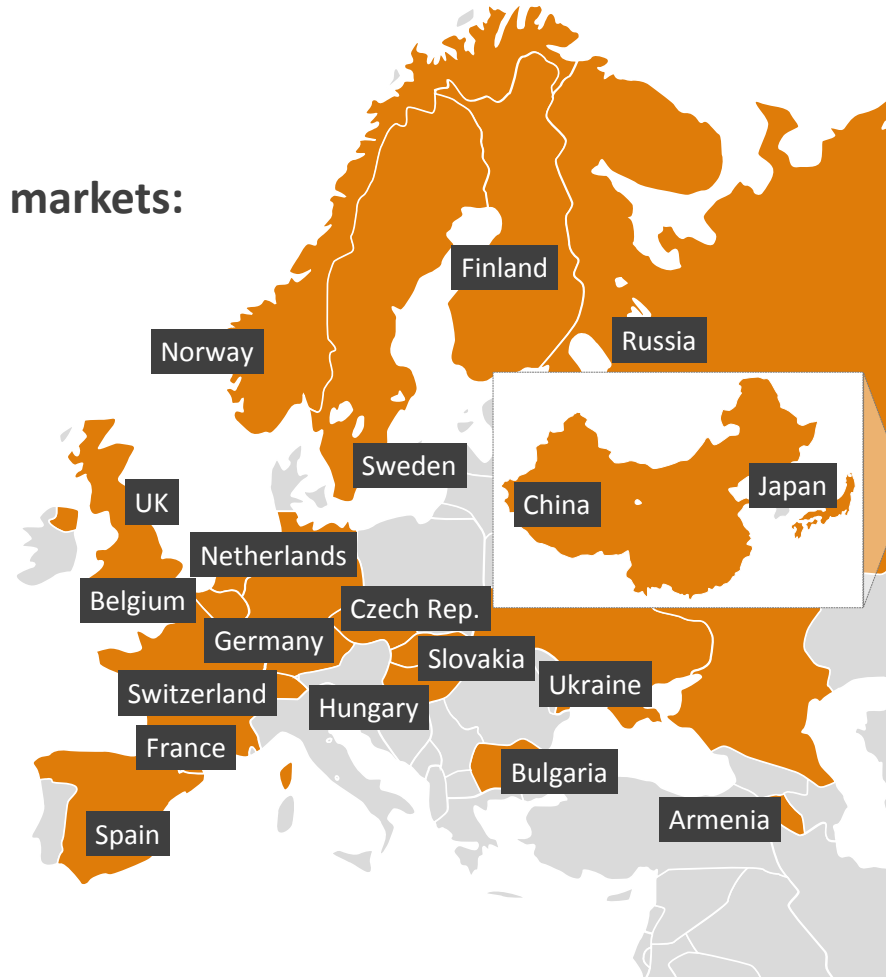 markets:
Finland
Norway
Russia
Sweden
China
Japan
UK
Netherlands
Belgium
Czech Rep.
Germany
Slovakia
Switzerland
Ukraine
Hungary
France
Bulgaria
Armenia
Spain